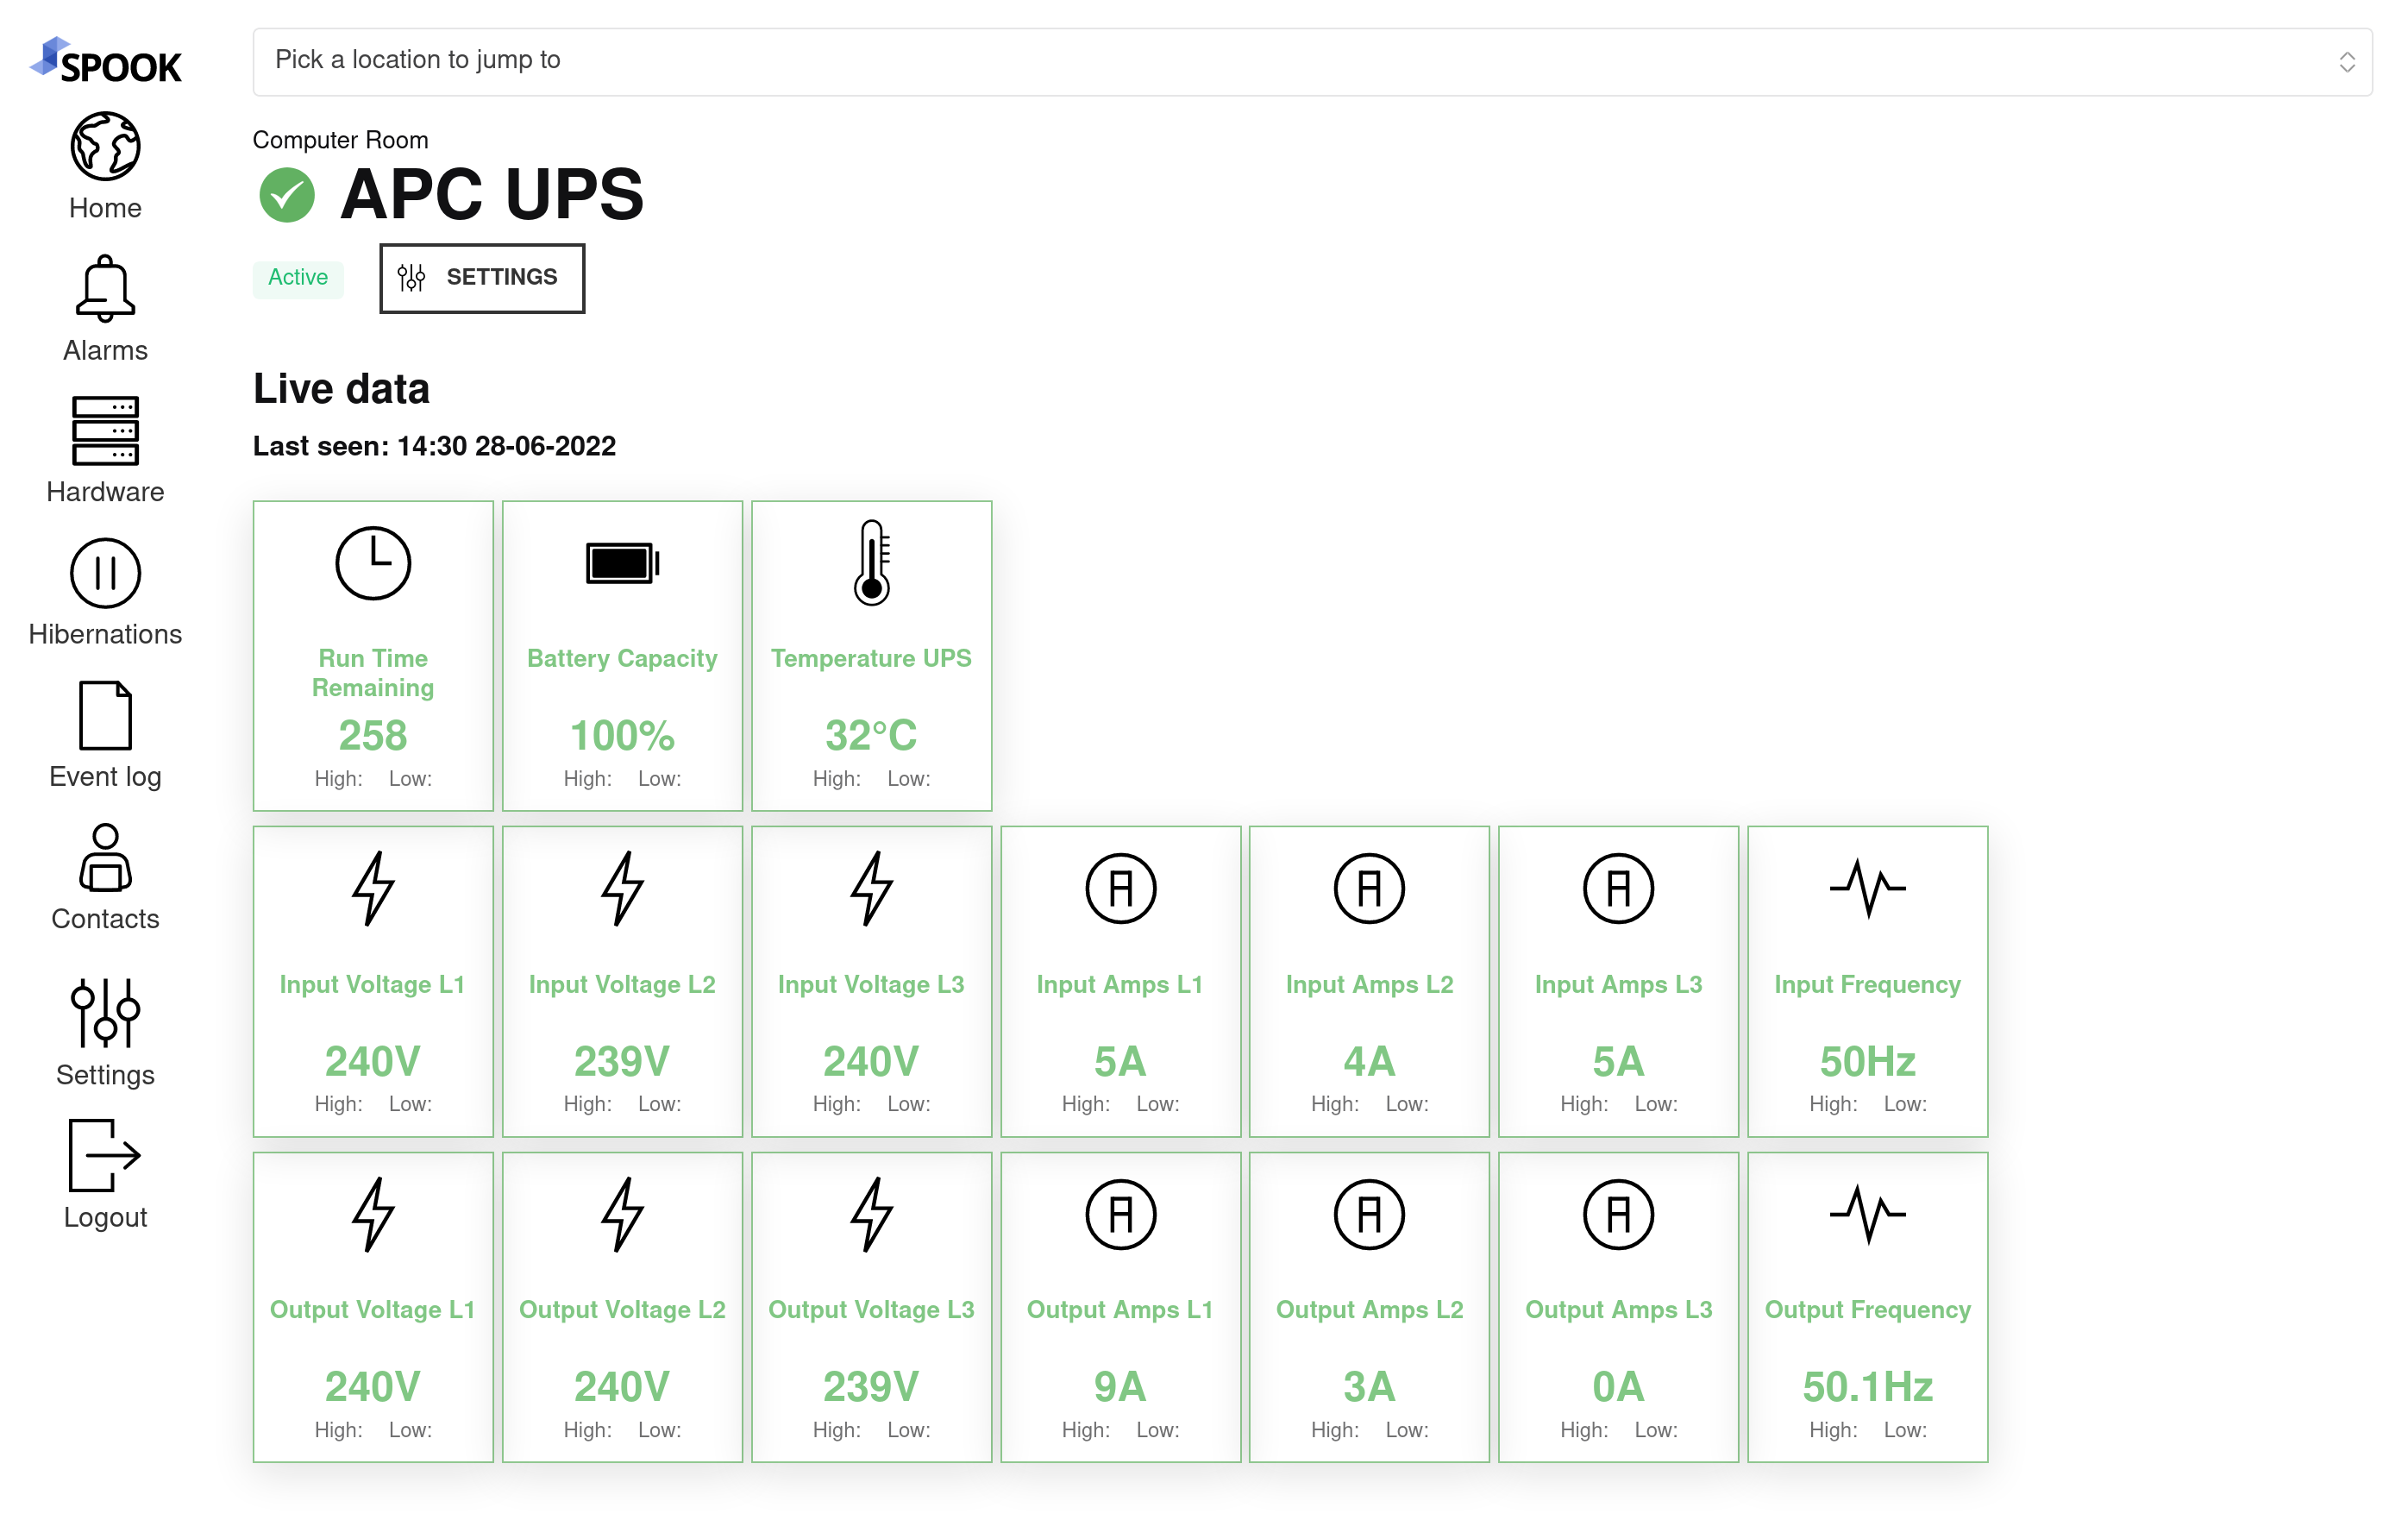 SPOOK
Pick a location to jump to
Home
Alarms
Hardware
Hibernations
Event log
Contacts
Settings
Logout
Computer Room
APC UPS
Active
SETTINGS
Live data
Last seen: 14:30 28-06-2022
Run Time
Remaining
258
High: Low:
Battery Capacity
100%
High: Low:
Temperature UPS
32°C
High: Low:
Input Voltage L1
240V
High: Low:
Input Voltage L2
239V
High: Low:
Input Voltage L3
240V
High: Low:
A
Input Amps L1
5A
High: Low:
A
Input Amps L2
4A
High: Low:
A
Input Amps L3
5A
High: Low:
Input Frequency
50Hz
High: Low:
Output Voltage L1
240V
High: Low:
Output Voltage L2
240V
High: Low:
Output Voltage L3
239V
High: Low:
A
Output Amps L1
9A
High: Low:
A
Output Amps L2
3A
High: Low:
A
Output Amps L3
0A
High: Low:
Output Frequency
50.1Hz
High: Low: